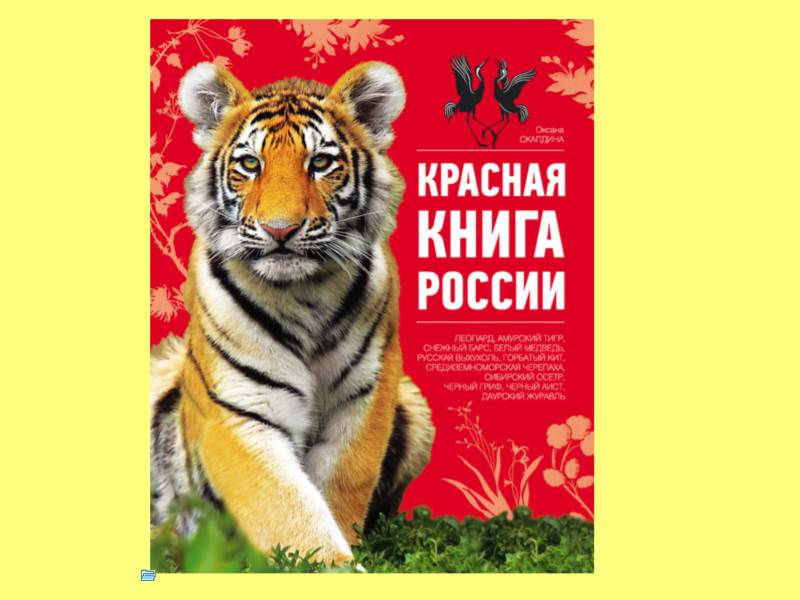 Оксана
СКАЛДИНА
КРАСНАЯ
КНИГА
РОССИИ
ЛЕОПАРД, АМУРСКИЙ ТИГР,
СНЕЖНЫЙ БАРС, БЕЛЫЙ МЕДВЕДЬ,
РУССКАЯ ВЫХУХОЛЬ, ГОРБАТЫЙ КИТ,
СРЕДИЗЕМНОМОРСКАЯ ЧЕРЕПАХА,
СИБИРСКИЙ ОСЕТР,
ЧЕРНЫЙ ГРИФ, ЧЕРНЫЙ АИСТ,
ДАУРСКИЙ ЖУРАВЛЬ